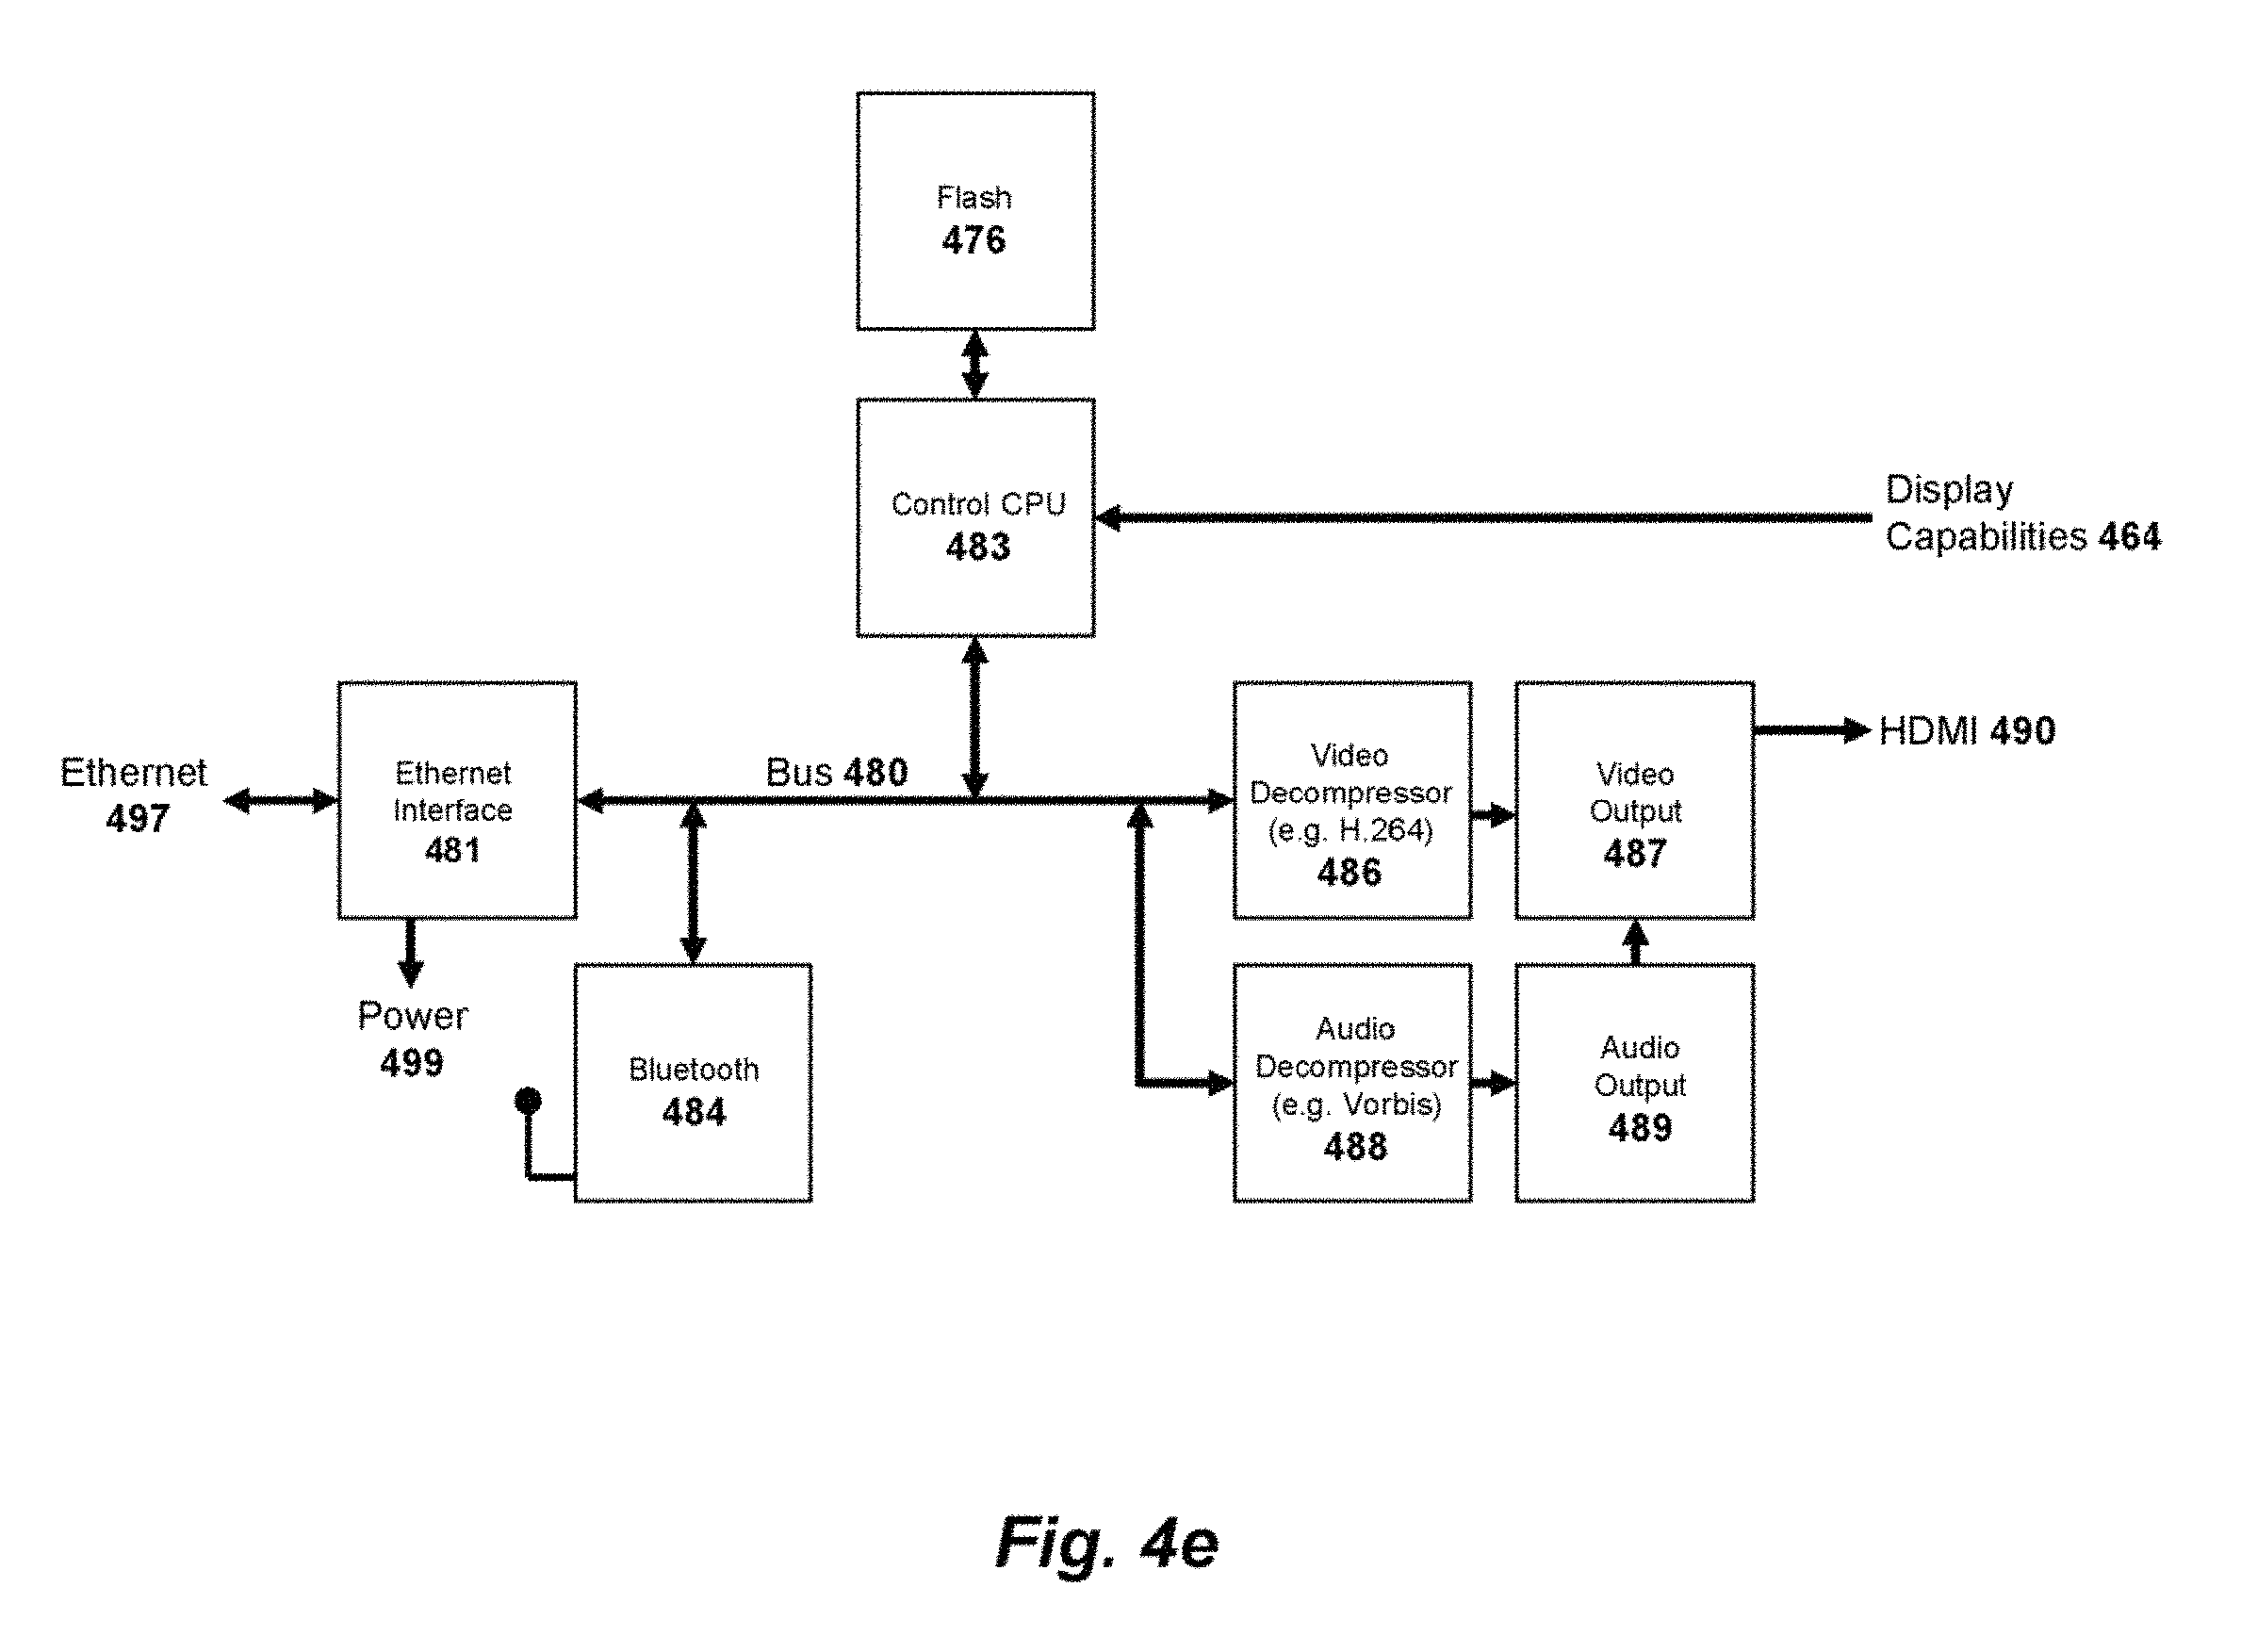 Flash
476
Control CPU
483
Display
Capabilities 464
Ethernet
497
Ethernet
Interface
481
Bus 480
Video
Decompressor
(e.g. H.264)
486
Video
Output
487
HDMI 490
Power
499
Bluetooth
484
Audio
Decompressor
(e.g. Vorbis)
488
Audio
Output
489
Fig. 4e